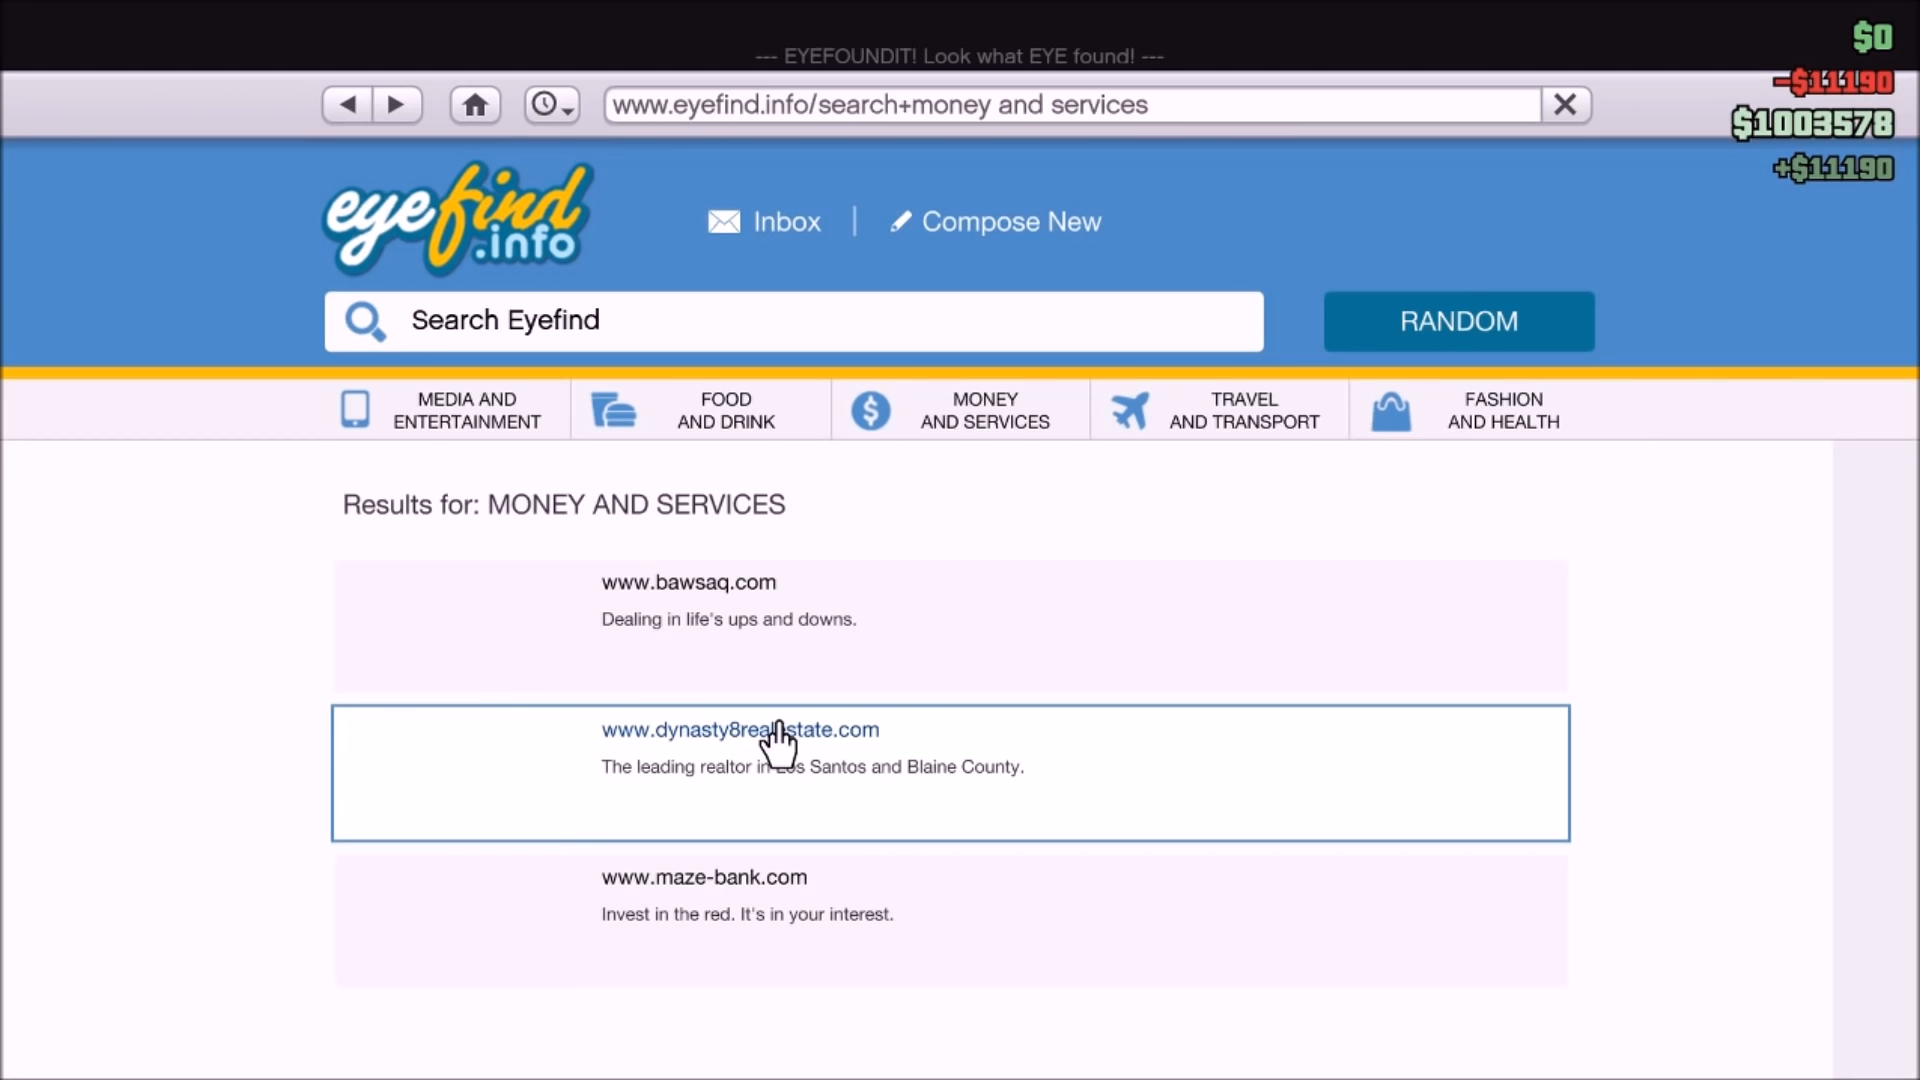 $0
--- EYEFOUNDIT! Look what EYE found! ---
-$11190
www.eyefind.info/search+money and services
$1003578
+$11190
eyefind
.info
Inbox
Compose New
Search Eyefind
RANDOM
MEDIA AND
ENTERTAINMENT
FOOD
AND DRINK
MONEY
AND SERVICES
TRAVEL
AND TRANSPORT
FASHION
AND HEALTH
Results for: MONEY AND SERVICES
www.bawsaq.com
Dealing in life's ups and downs.
www.dynasty8realestate.com
The leading realtor in Los Santos and Blaine County.
www.maze-bank.com
Invest in the red. It's in your interest.